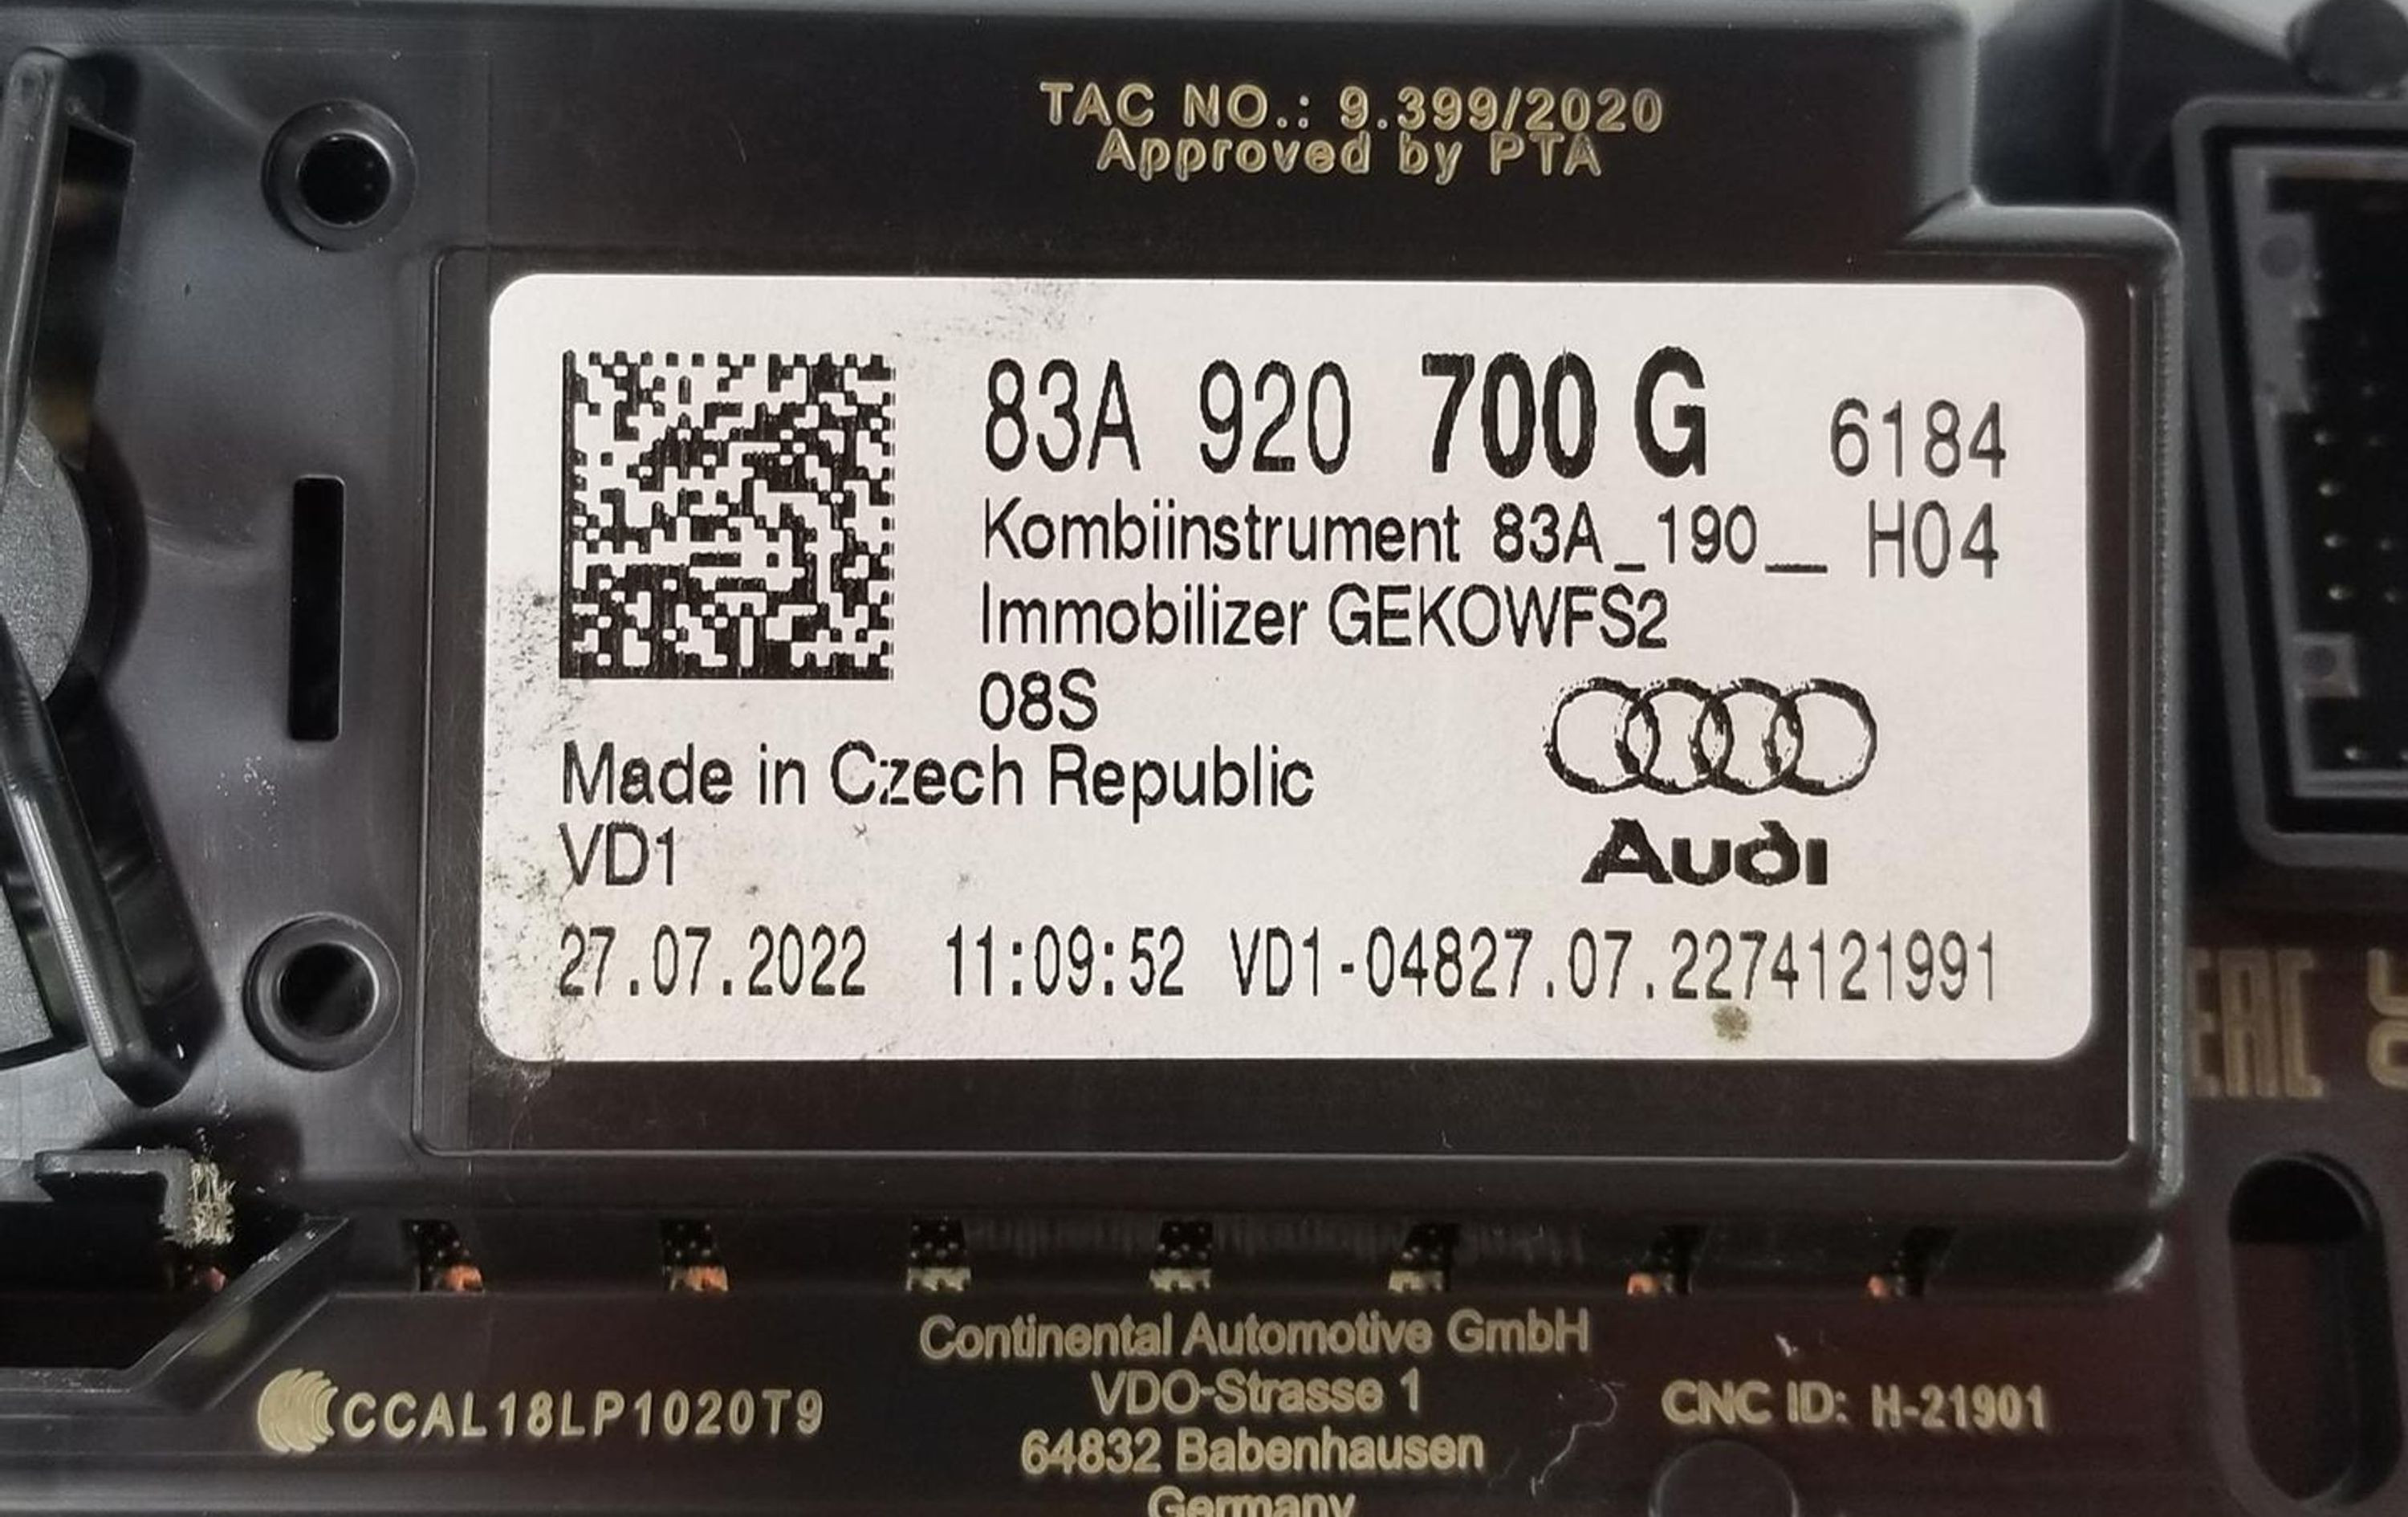 TAC NO.: 9.399/2020
Approved by PTA
83A 920 700 G 6184
Kombiinstrument 83A_190__ H04
Immobilizer GEKOWFS2
08S
Made in Czech Republic
VD1
Audi
27.07.2022 11:09:52 VD1-04827.07.2274121991
EAC
Continental Automotive GmbH
VDO-Strasse 1
64832 Babenhausen
Germany
CCAL18LP1020T9
CNC ID: H-21901